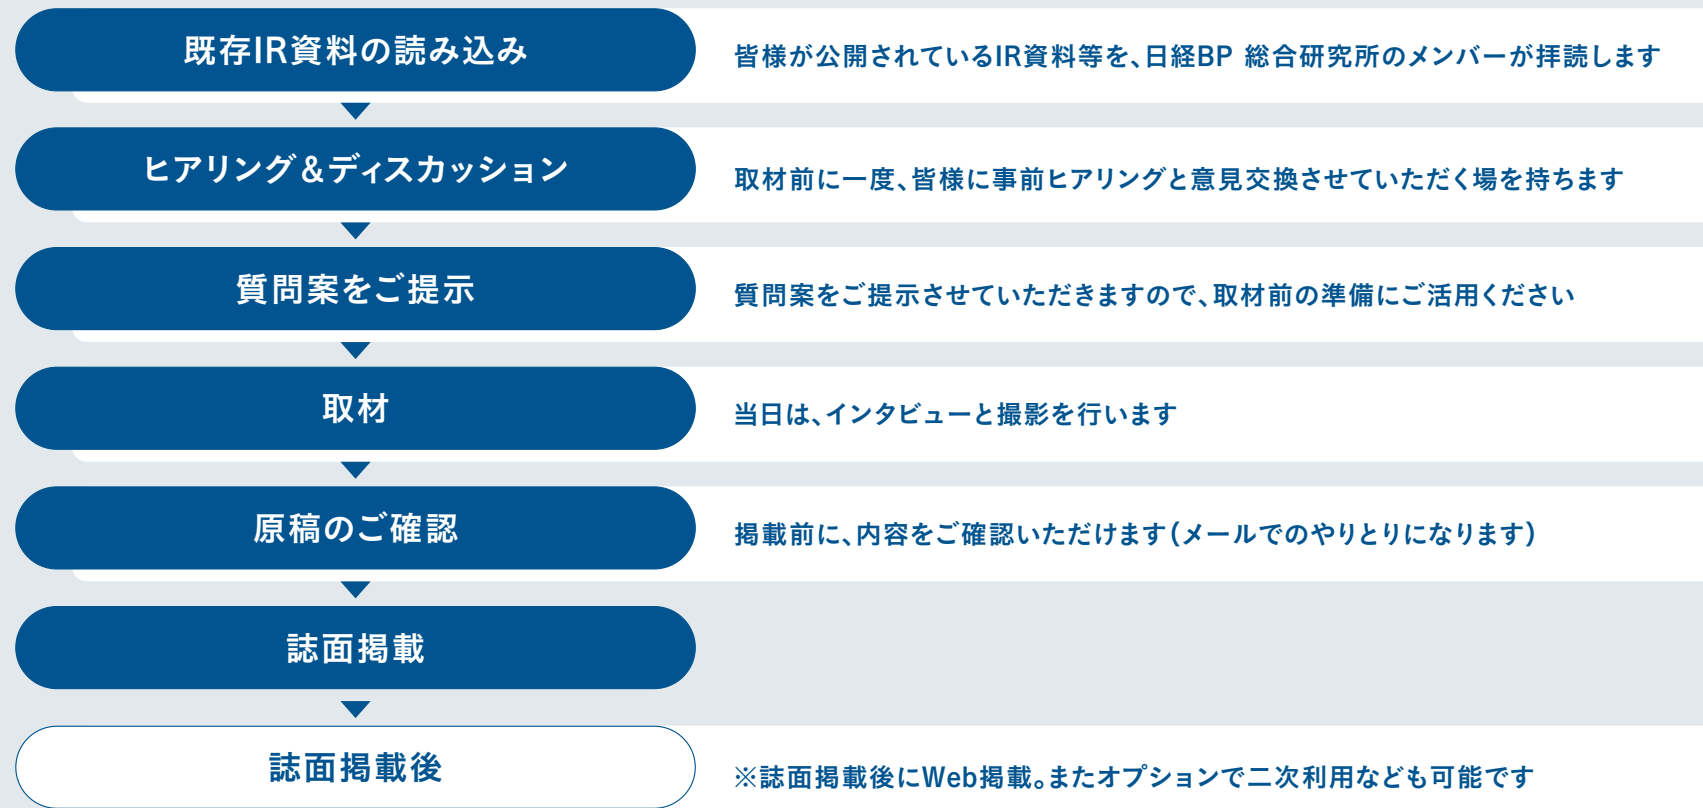 既存IR資料の読み込み
皆様が公開されているIR資料等を、日経BP 総合研究所のメンバーが拝読します
ヒアリング&ディスカッション
取材前に一度、皆様に事前ヒアリングと意見交換させていただく場を持ちます
質問案をご提示
質問案をご提示させていただきますので、取材前の準備にご活用ください
取材
当日は、インタビューと撮影を行います
原稿のご確認
掲載前に、内容をご確認いただけます(メールでのやりとりになります)
誌面掲載
誌面掲載後
※誌面掲載後にWeb掲載。またオプションで二次利用なども可能です